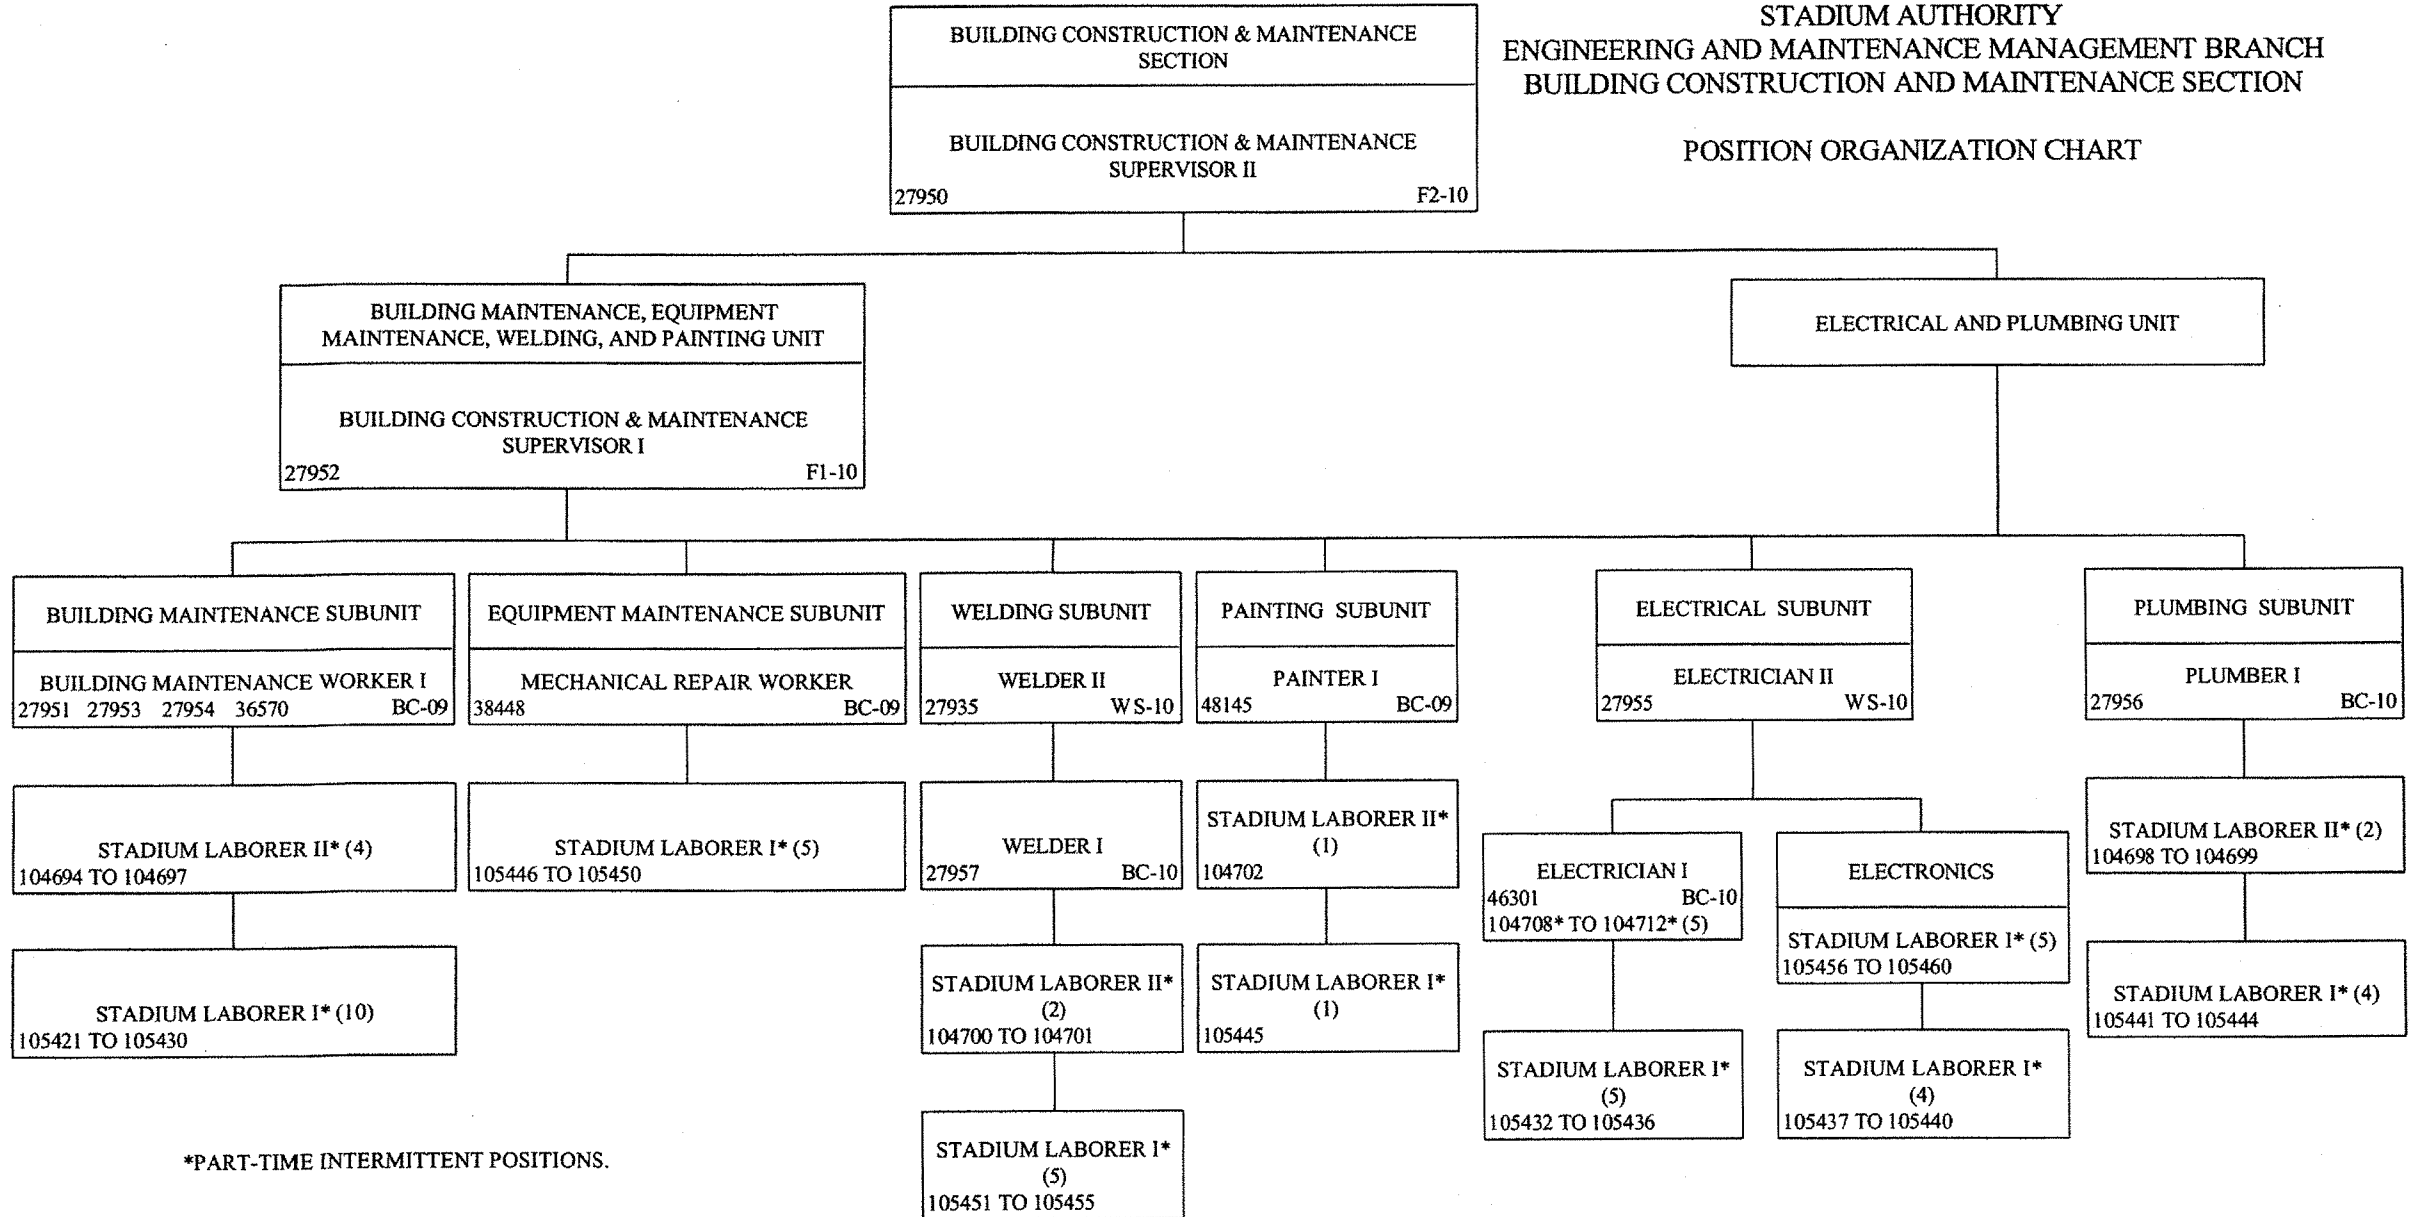 STADIUM AUTHORITY
ENGINEERING AND MAINTENANCE MANAGEMENT BRANCH
BUILDING CONSTRUCTION AND MAINTENANCE SECTION
POSITION ORGANIZATION CHART
BUILDING CONSTRUCTION & MAINTENANCE
SECTION
BUILDING CONSTRUCTION & MAINTENANCE
SUPERVISOR II
27950 F2-10
BUILDING MAINTENANCE, EQUIPMENT
MAINTENANCE, WELDING, AND PAINTING UNIT
BUILDING CONSTRUCTION & MAINTENANCE
SUPERVISOR I
27952 F1-10
ELECTRICAL AND PLUMBING UNIT
BUILDING MAINTENANCE SUBUNIT
BUILDING MAINTENANCE WORKER I
27951 27953 27954 36570 BC-09
STADIUM LABORER II* (4)
104694 TO 104697
STADIUM LABORER I* (10)
105421 TO 105430
EQUIPMENT MAINTENANCE SUBUNIT
MECHANICAL REPAIR WORKER
38448 BC-09
STADIUM LABORER I* (5)
105446 TO 105450
WELDING SUBUNIT
WELDER II
27935 WS-10
WELDER I
27957 BC-10
STADIUM LABORER II*
(2)
104700 TO 104701
STADIUM LABORER I*
(5)
105451 TO 105455
PAINTING SUBUNIT
PAINTER I
48145 BC-09
STADIUM LABORER II*
(1)
104702
STADIUM LABORER I*
(1)
105445
ELECTRICAL SUBUNIT
ELECTRICIAN II
27955 WS-10
ELECTRICIAN I
46301 BC-10
104708* TO 104712* (5)
STADIUM LABORER I*
(5)
105432 TO 105436
ELECTRONICS
STADIUM LABORER I* (5)
105456 TO 105460
STADIUM LABORER I*
(4)
105437 TO 105440
PLUMBING SUBUNIT
PLUMBER I
27956 BC-10
STADIUM LABORER II* (2)
104698 TO 104699
STADIUM LABORER I* (4)
105441 TO 105444
*PART-TIME INTERMITTENT POSITIONS.